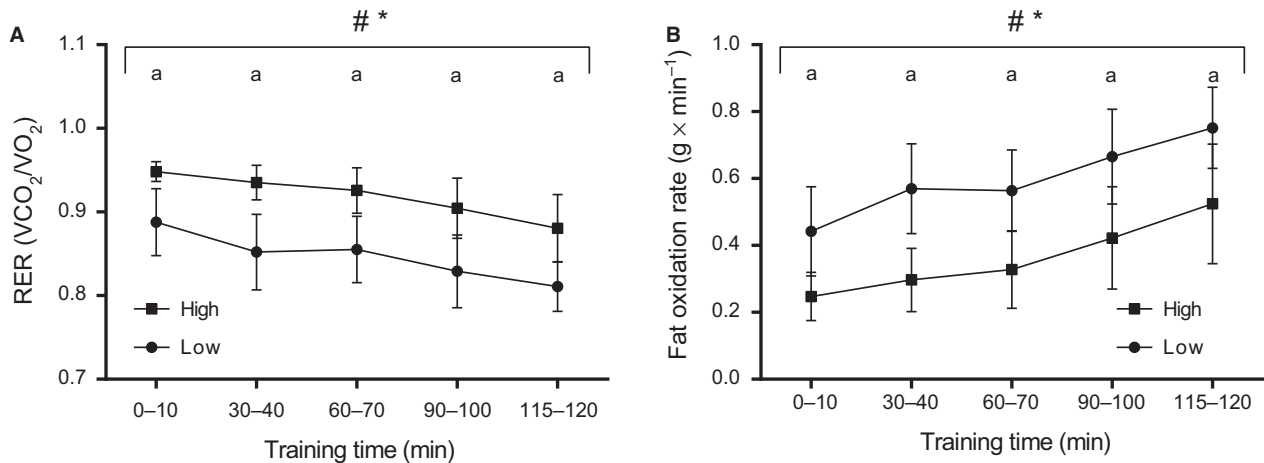 A
# *
1.1
1.0
0.9
0.8
0.7
RER (VCO₂/VO₂)
a a a a a
High
Low
0–10 30–40 60–70 90–100 115–120
Training time (min)
B
# *
1.0
0.8
0.6
0.4
0.2
0.0
Fat oxidation rate (g × min⁻¹)
a a a a a
High
Low
0–10 30–40 60–70 90–100 115–120
Training time (min)